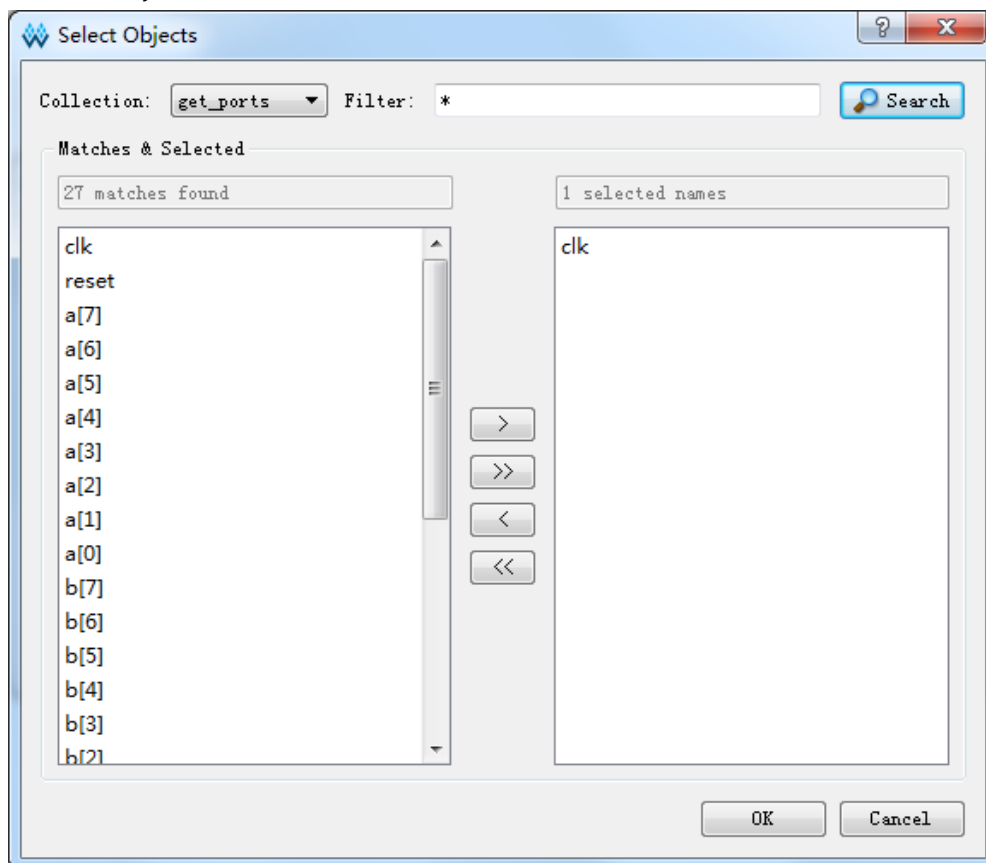 Select Objects
?
X
Collection: get_ports Filter: * Search
Matches & Selected
27 matches found
1 selected names
clk
reset
a[7]
a[6]
a[5]
a[4]
a[3]
a[2]
a[1]
a[0]
b[7]
b[6]
b[5]
b[4]
b[3]
b[2]
>
>>
<
<<
clk
OK
Cancel